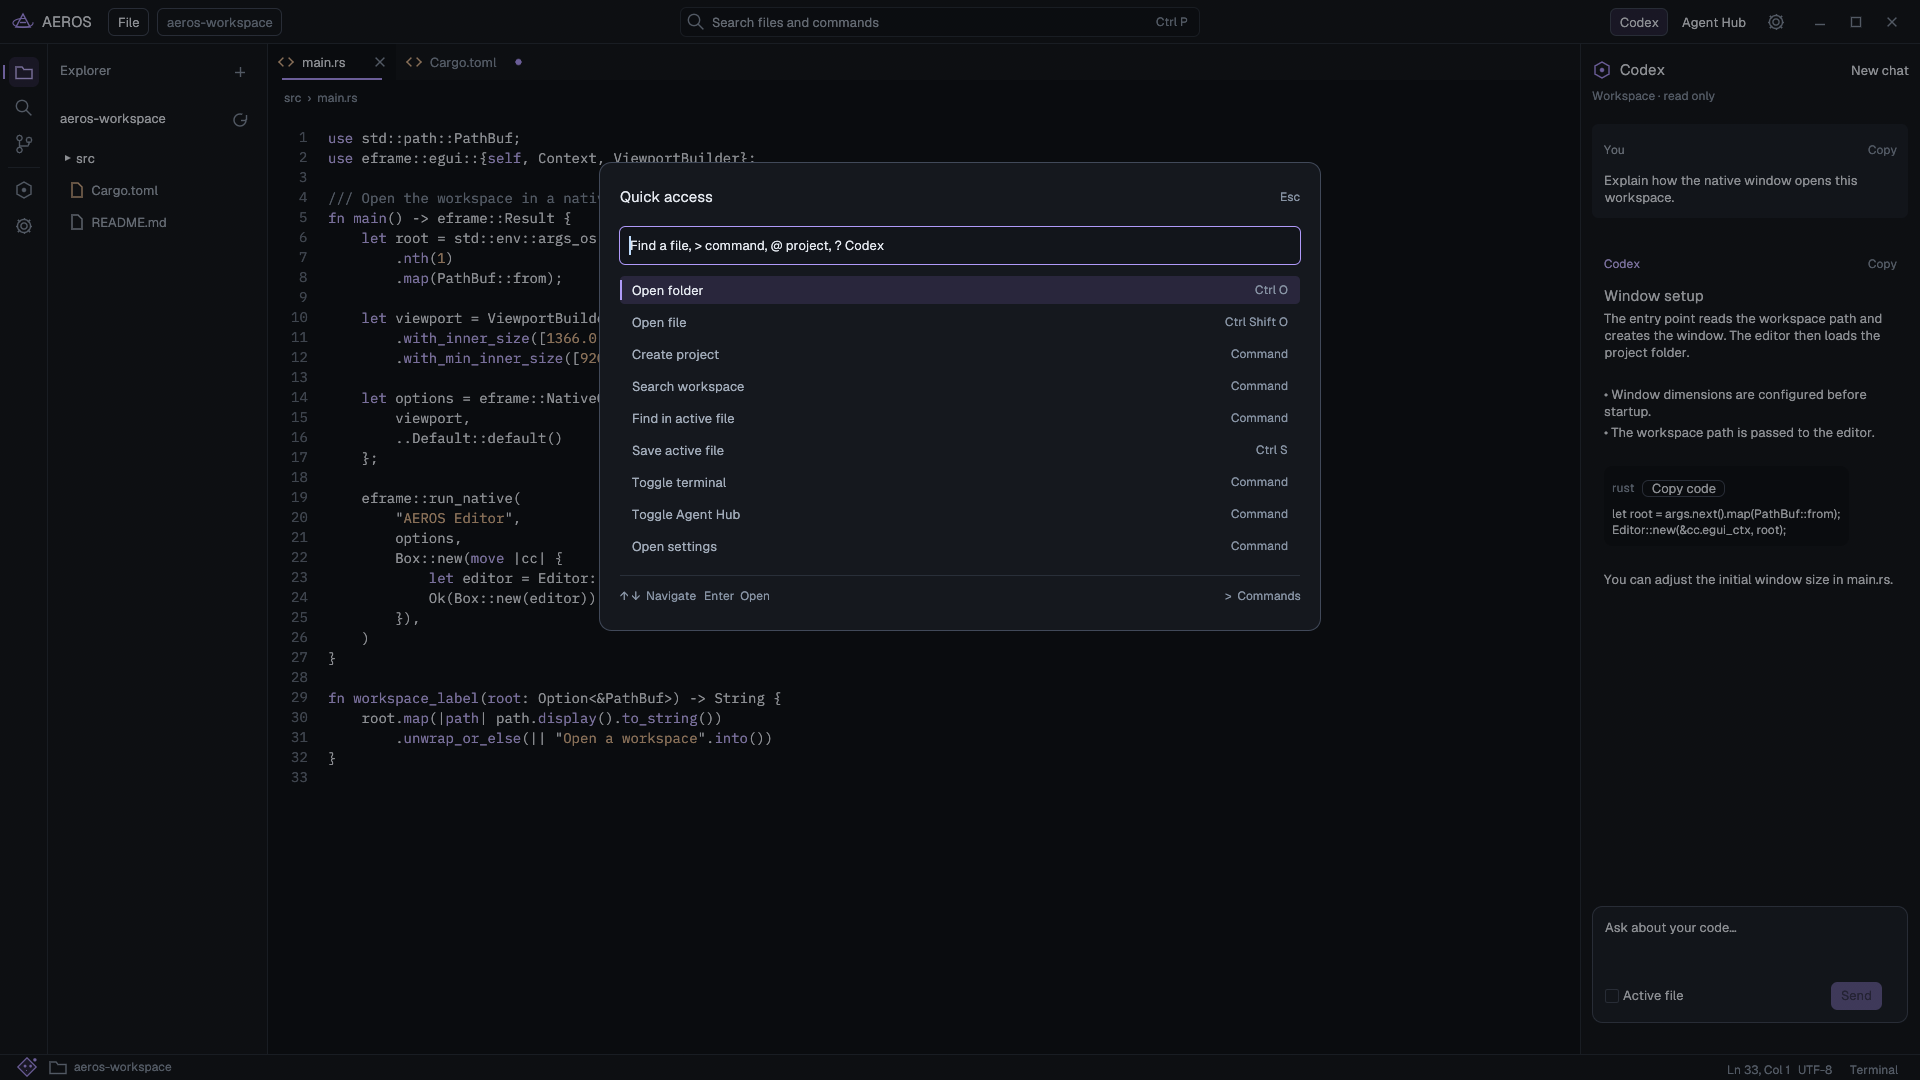 AEROS File aeros-workspace Search files and commands Ctrl P Codex Agent Hub
Explorer
aeros-workspace
src
Cargo.toml
README.md
main.rs Cargo.toml
src › main.rs
1 use std::path::PathBuf;
2 use eframe::egui::{self, Context, ViewportBuilder};
3
4 /// Open the workspace in a nati
5 fn main() -> eframe::Result {
6 let root = std::env::args_os
7 .nth(1)
8 .map(PathBuf::from);
9
10 let viewport = ViewportBuild
11 .with_inner_size([1366.0
12 .with_min_inner_size([92
13
14 let options = eframe::Native
15 viewport,
16 ..Default::default()
17 };
18
19 eframe::run_native(
20 "AEROS Editor",
21 options,
22 Box::new(move |cc| {
23 let editor = Editor:
24 Ok(Box::new(editor))
25 }),
26 )
27 }
28
29 fn workspace_label(root: Option<&PathBuf>) -> String {
30 root.map(|path| path.display().to_string())
31 .unwrap_or_else(|| "Open a workspace".into())
32 }
33
Quick access Esc
Find a file, > command, @ project, ? Codex
Open folder Ctrl O
Open file Ctrl Shift O
Create project Command
Search workspace Command
Find in active file Command
Save active file Ctrl S
Toggle terminal Command
Toggle Agent Hub Command
Open settings Command
↑↓ Navigate Enter Open > Commands
Codex New chat
Workspace · read only
You Copy
Explain how the native window opens this
workspace.
Codex Copy
Window setup
The entry point reads the workspace path and
creates the window. The editor then loads the
project folder.
• Window dimensions are configured before
startup.
• The workspace path is passed to the editor.
rust Copy code
let root = args.next().map(PathBuf::from);
Editor::new(&cc.egui_ctx, root);
You can adjust the initial window size in main.rs.
Ask about your code…
Active file Send
aeros-workspace Ln 33, Col 1 UTF-8 Terminal